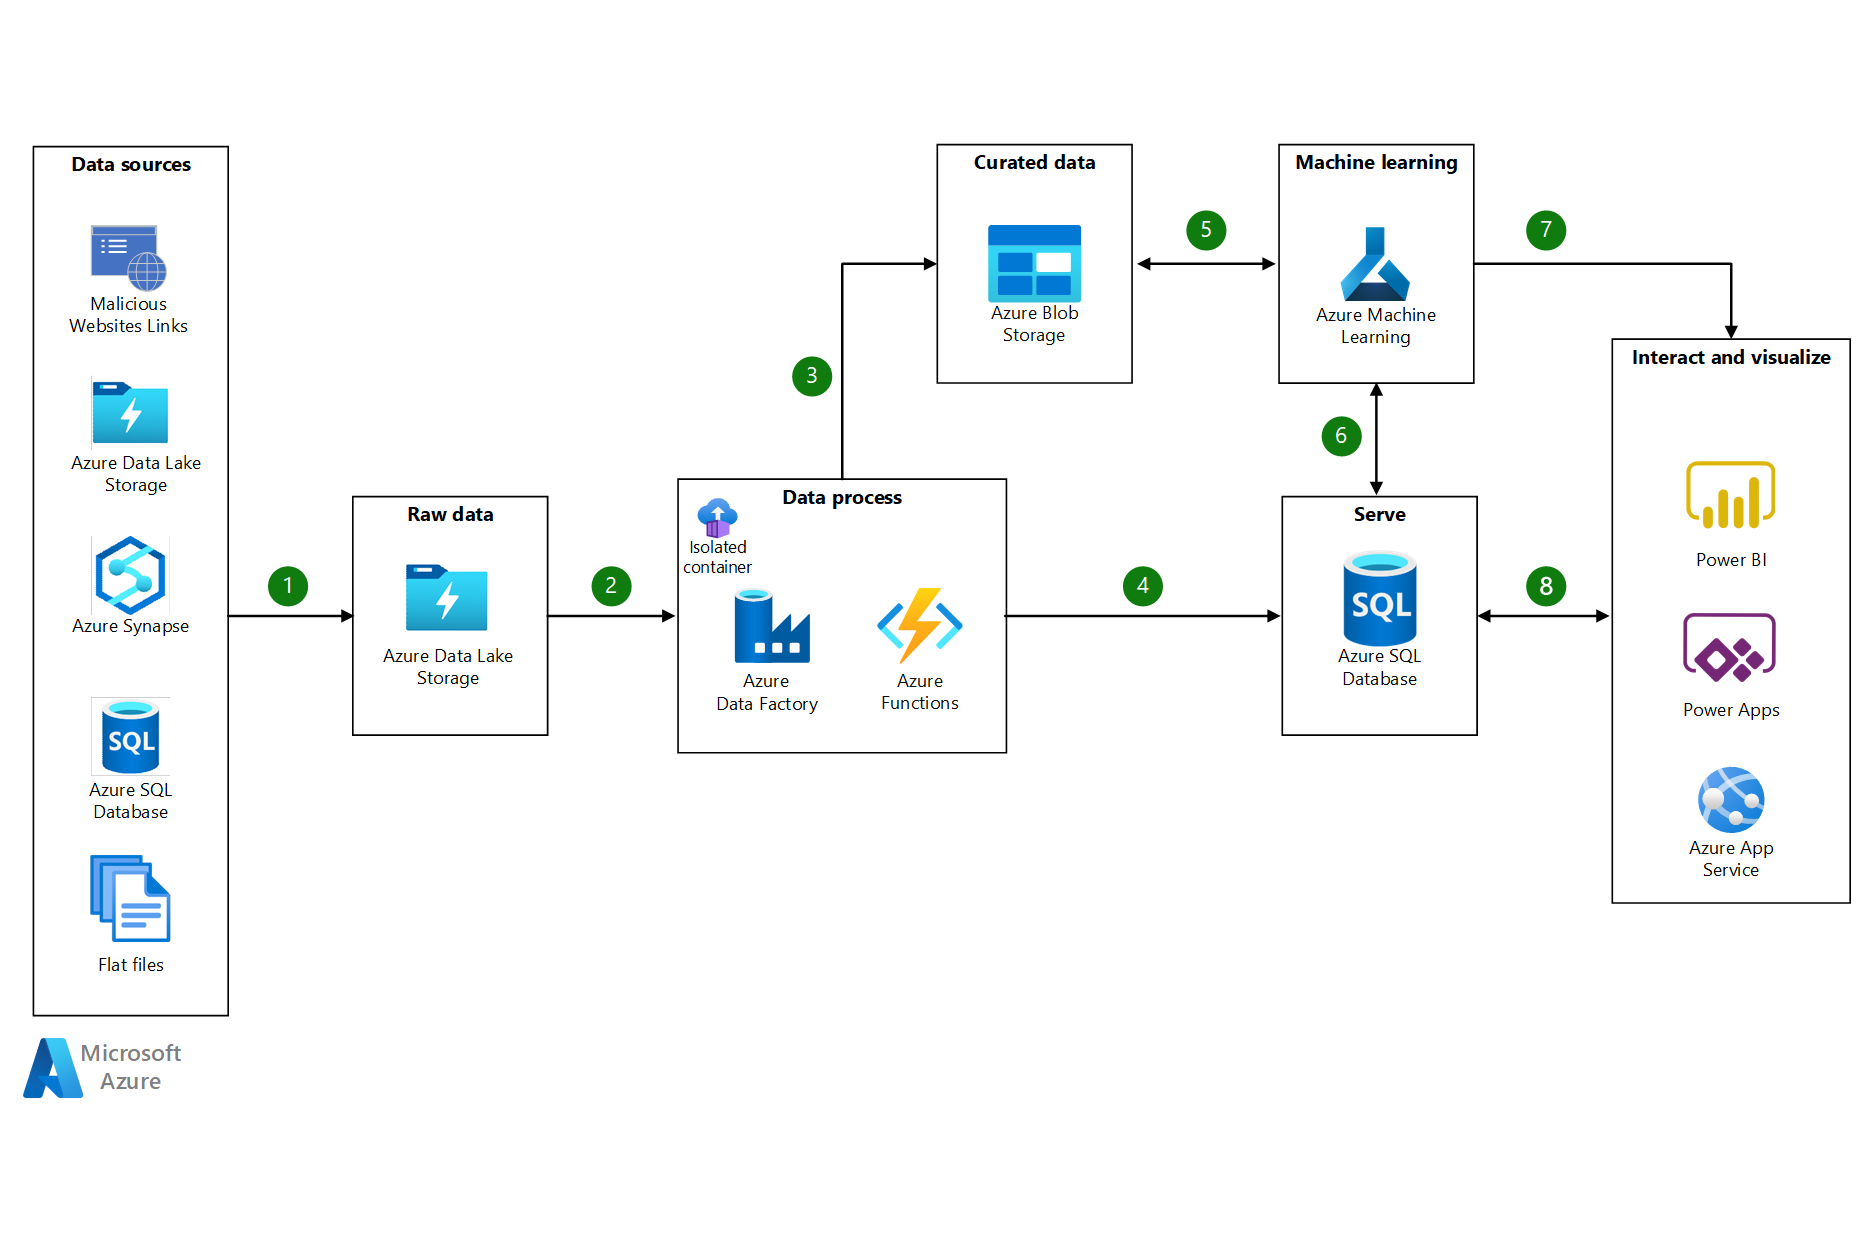 Data sources
Malicious
Websites Links
Azure Data Lake
Storage
Azure Synapse
SQL
Azure SQL
Database
Flat files
Microsoft
Azure
1
Raw data
Azure Data Lake
Storage
2
Data process
Isolated
container
Azure
Data Factory
Azure
Functions
3
Curated data
Azure Blob
Storage
4
5
Machine learning
Azure Machine
Learning
6
Serve
SQL
Azure SQL
Database
7
8
Interact and visualize
Power BI
Power Apps
Azure App
Service